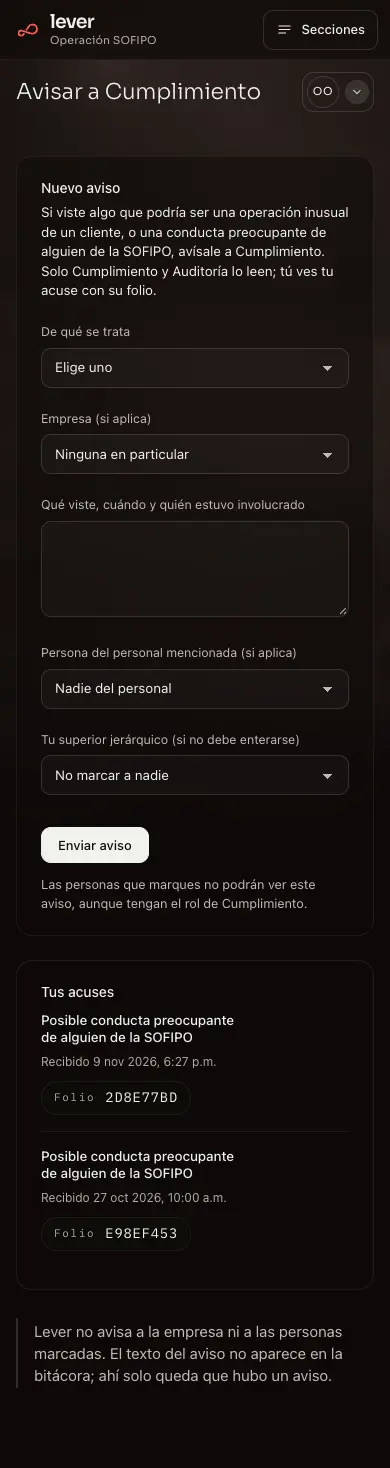 lever
Operación SOFIPO
Secciones
Avisar a Cumplimiento
OO
Nuevo aviso
Si viste algo que podría ser una operación inusual
de un cliente, o una conducta preocupante de
alguien de la SOFIPO, avísale a Cumplimiento.
Solo Cumplimiento y Auditoría lo leen; tú ves tu
acuse con su folio.
De qué se trata
Elige uno
Empresa (si aplica)
Ninguna en particular
Qué viste, cuándo y quién estuvo involucrado
Persona del personal mencionada (si aplica)
Nadie del personal
Tu superior jerárquico (si no debe enterarse)
No marcar a nadie
Enviar aviso
Las personas que marques no podrán ver este
aviso, aunque tengan el rol de Cumplimiento.
Tus acuses
Posible conducta preocupante
de alguien de la SOFIPO
Recibido 9 nov 2026, 6:27 p.m.
Folio 2D8E77BD
Posible conducta preocupante
de alguien de la SOFIPO
Recibido 27 oct 2026, 10:00 a.m.
Folio E98EF453
Lever no avisa a la empresa ni a las personas
marcadas. El texto del aviso no aparece en la
bitácora; ahí solo queda que hubo un aviso.